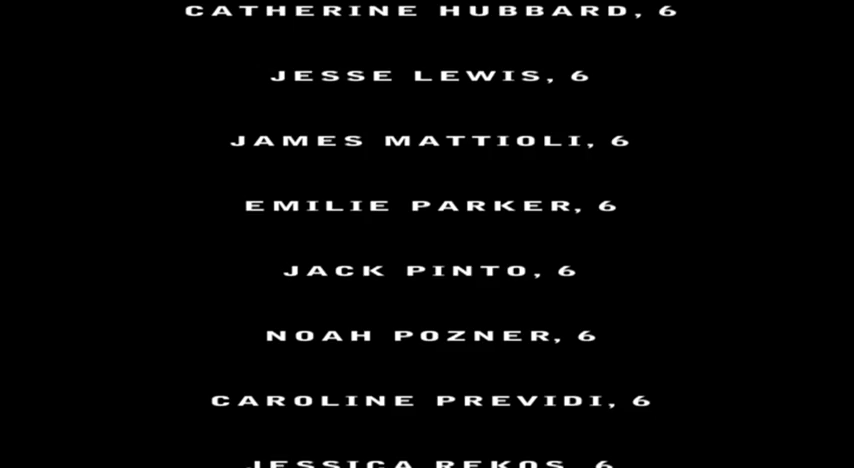 CATHERINE HUBBARD, 6
JESSE LEWIS, 6
JAMES MATTIOLI, 6
EMILIE PARKER, 6
JACK PINTO, 6
NOAH POZNER, 6
CAROLINE PREVIDI, 6
JESSICA REKOS, 6